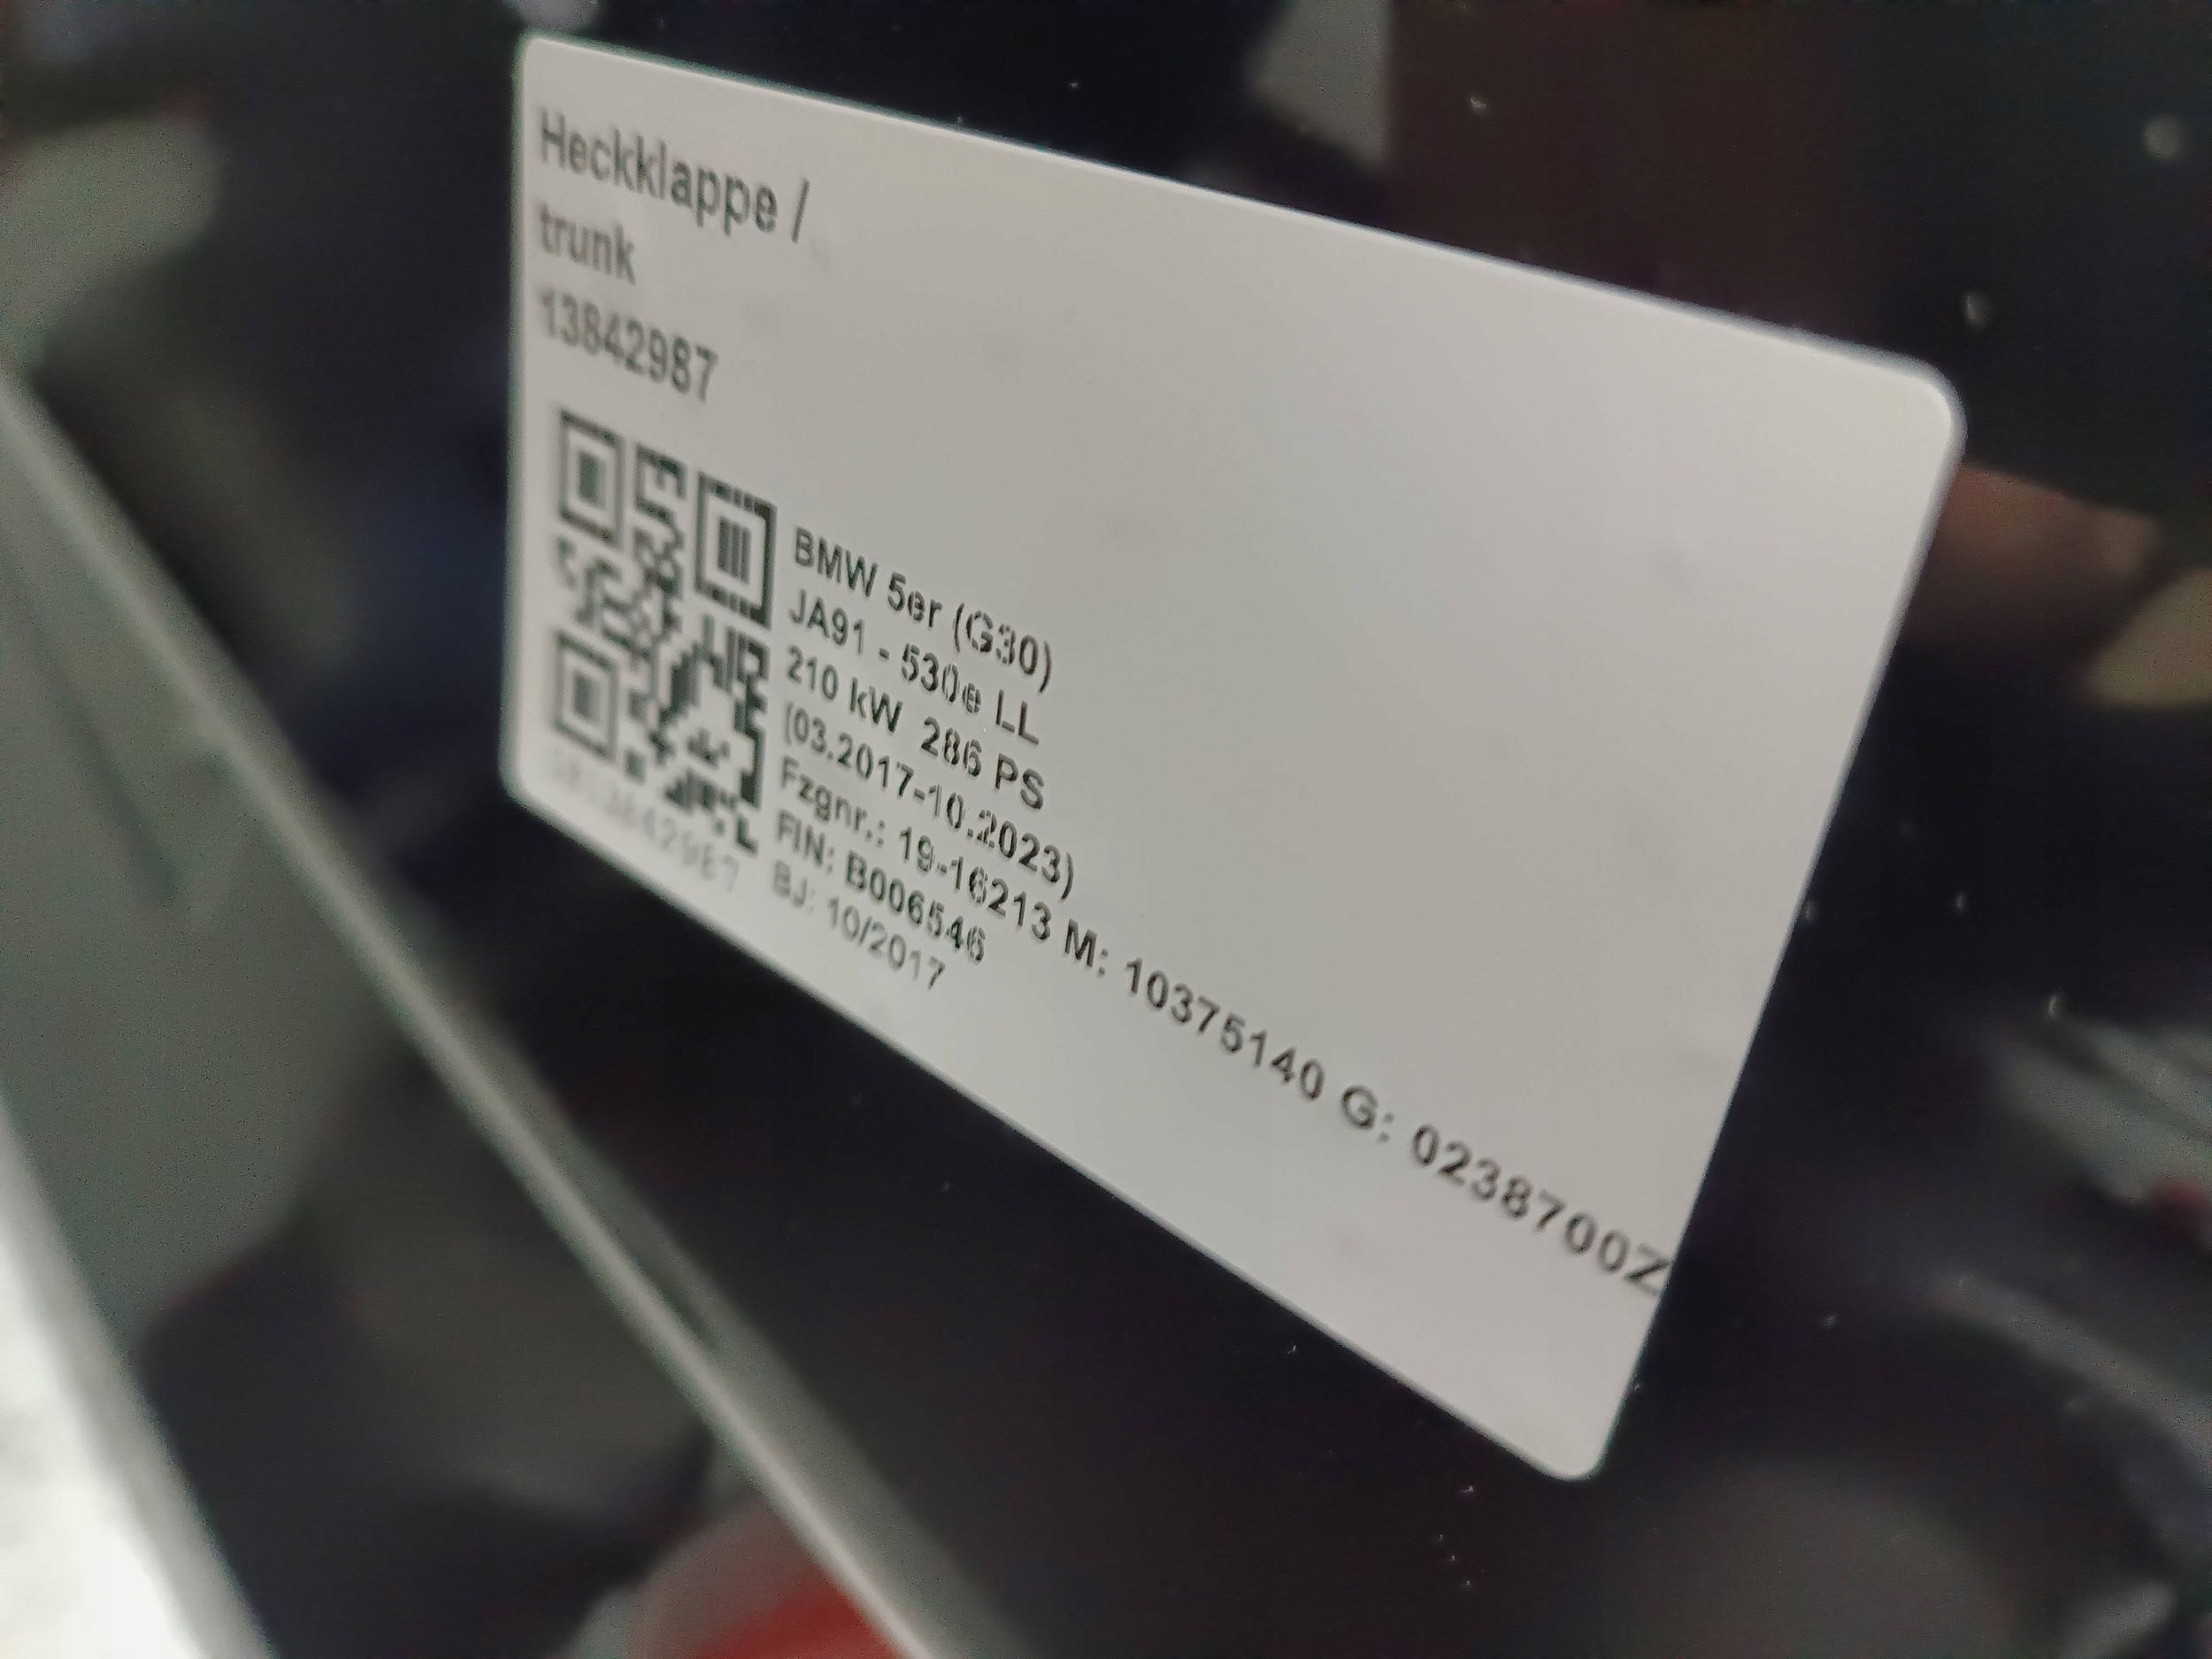 Heckklappe /
trunk
13842987
BMW 5er (G30)
JA91 - 530e LL
210 kW 286 PS
(03.2017-10.2023)
Fzgnr.: 19-16213 M: 10375140 G: 0238700Z
FIN: B006546
BJ: 10/2017